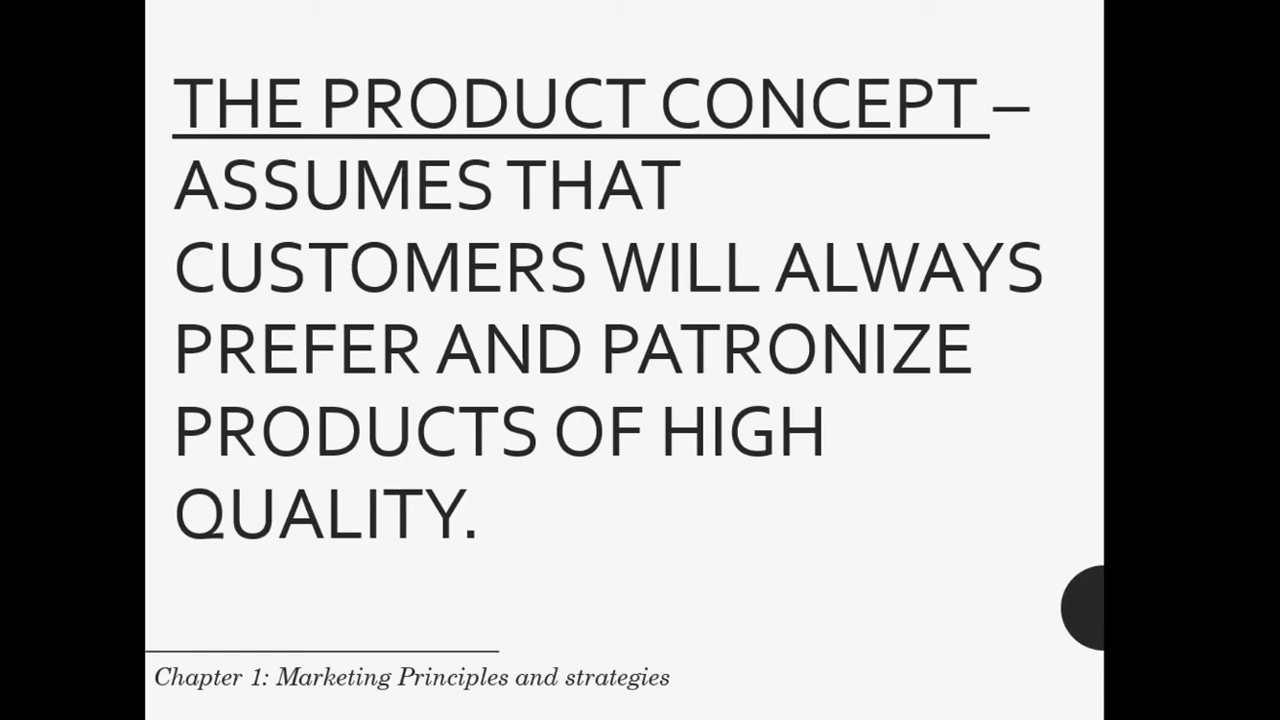 THE PRODUCT CONCEPT –
ASSUMES THAT
CUSTOMERS WILL ALWAYS
PREFER AND PATRONIZE
PRODUCTS OF HIGH
QUALITY.
Chapter 1: Marketing Principles and strategies